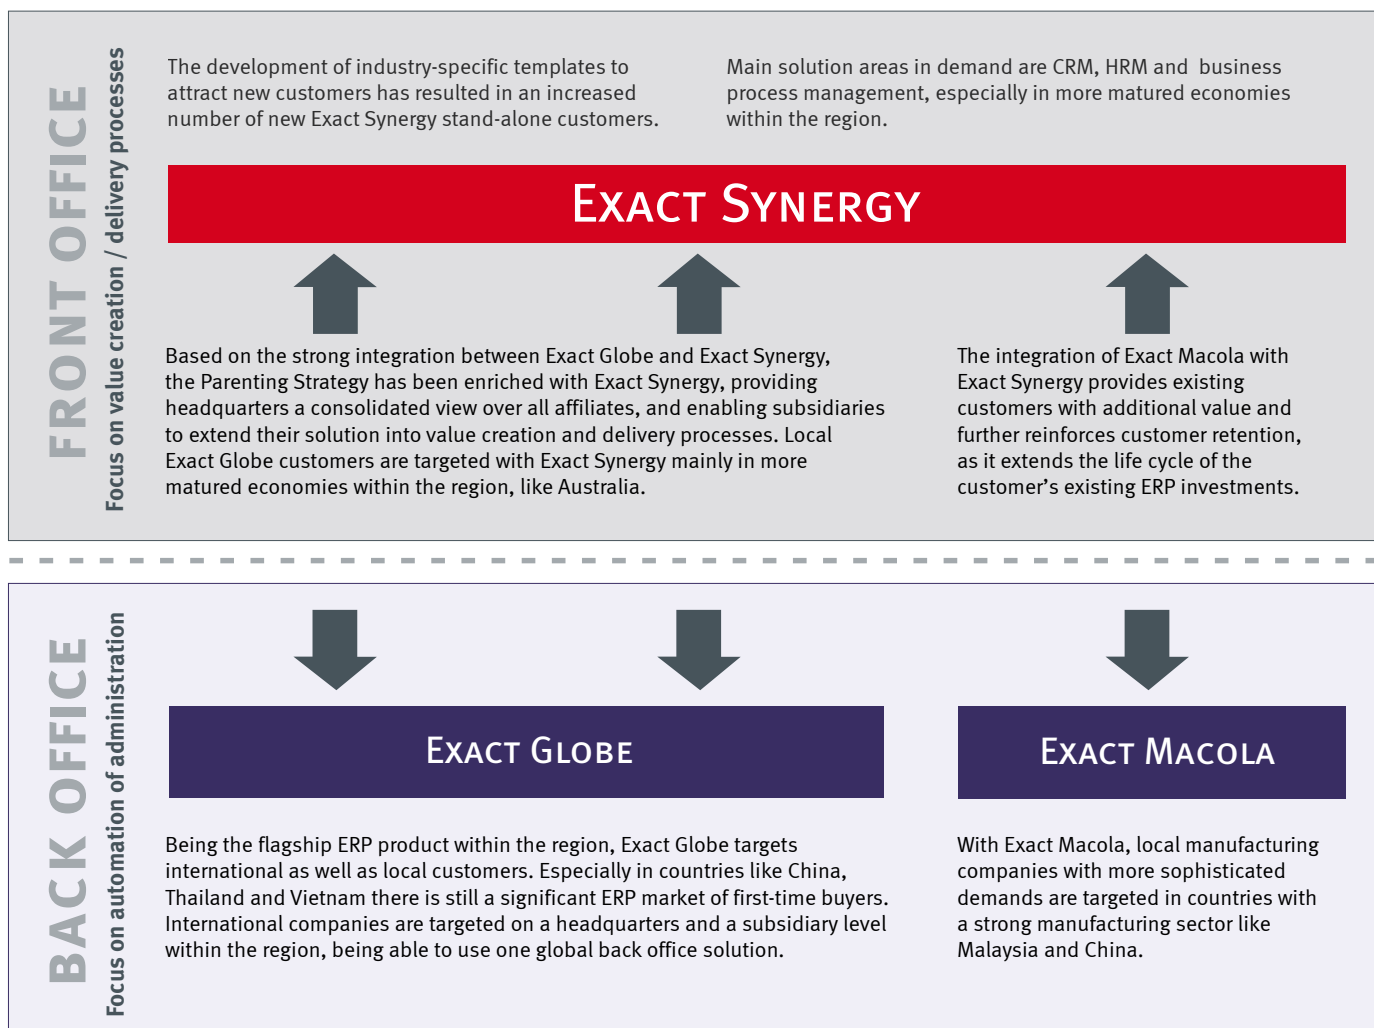 FRONT OFFICE
Focus on value creation / delivery processes
The development of industry-specific templates to
attract new customers has resulted in an increased
number of new Exact Synergy stand-alone customers.
Main solution areas in demand are CRM, HRM and  business
process management, especially in more matured economies
within the region.
Exact Synergy
Based on the strong integration between Exact Globe and Exact Synergy,
the Parenting Strategy has been enriched with Exact Synergy, providing
headquarters a consolidated view over all affiliates, and enabling subsidiaries
to extend their solution into value creation and delivery processes. Local
Exact Globe customers are targeted with Exact Synergy mainly in more
matured economies within the region, like Australia.
The integration of Exact Macola with
Exact Synergy provides existing
customers with additional value and
further reinforces customer retention,
as it extends the life cycle of the
customer’s existing ERP investments.
BACK OFFICE
Focus on automation of administration
Exact Globe
Being the flagship ERP product within the region, Exact Globe targets
international as well as local customers. Especially in countries like China,
Thailand and Vietnam there is still a significant ERP market of first-time buyers.
International companies are targeted on a headquarters and a subsidiary level
within the region, being able to use one global back office solution.
Exact Macola
With Exact Macola, local manufacturing
companies with more sophisticated
demands are targeted in countries with
a strong manufacturing sector like
Malaysia and China.